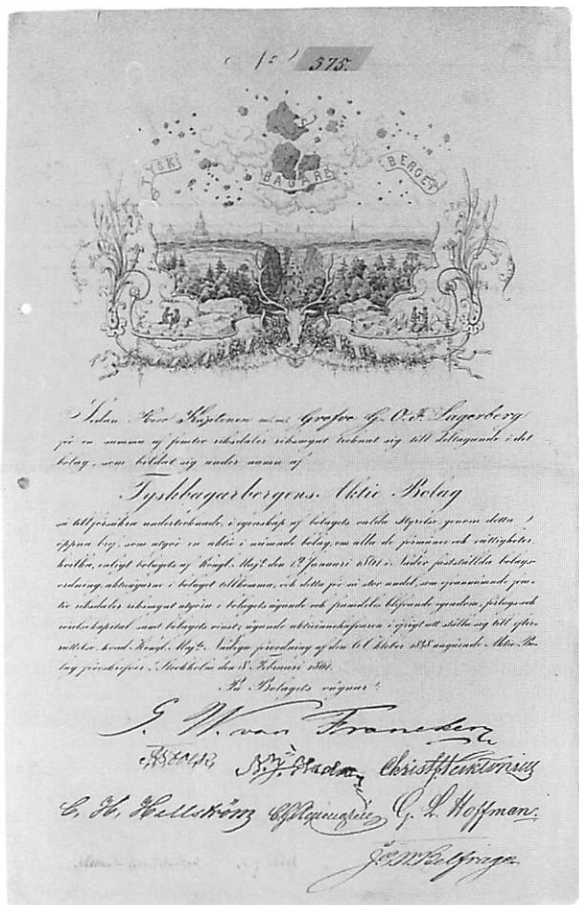 No 375.
TYSK BAGARE BERGET
Sedan Herr Kaptenen m.m. Grefve G. O. F. Lagerberg
för en summa af femtio riksdaler riksmynt tecknat sig till deltagande i det
bolag, som bildat sig under namn af
Tyskbagarbergens Aktie Bolag
så tillförsäkra undertecknade, i egenskap af bolagets valda styrelse genom detta
öppna bref, som utgör en aktie i nämnde bolag, om alla de förmåner och rättigheter,
hvilka, enligt bolagets af Kongl. Maj:t den 12 Januari 1861 i Nåder fastställda bolags-
ordning, aktieägare i bolaget tillkomma, och detta för så stor andel, som ofvannämnde fem-
tio riksdaler riksmynt utgöra i bolagets ägande och framdeles blifvande egendom, förlags och
rörelsekapital samt bolagets vinst, ägande aktieinnehafvaren i öfrigt att ställa sig till efter-
rättelse hvad Kongl. Maj:ts Nådiga förordning af den 6 Oktober 1848 angående Aktie Bo-
lag föreskrifver. Stockholm den 8 Februari 1861.
På Bolagets vägnar:
G. W. van Francken
C. H. Hellström G. L. Hoffman.